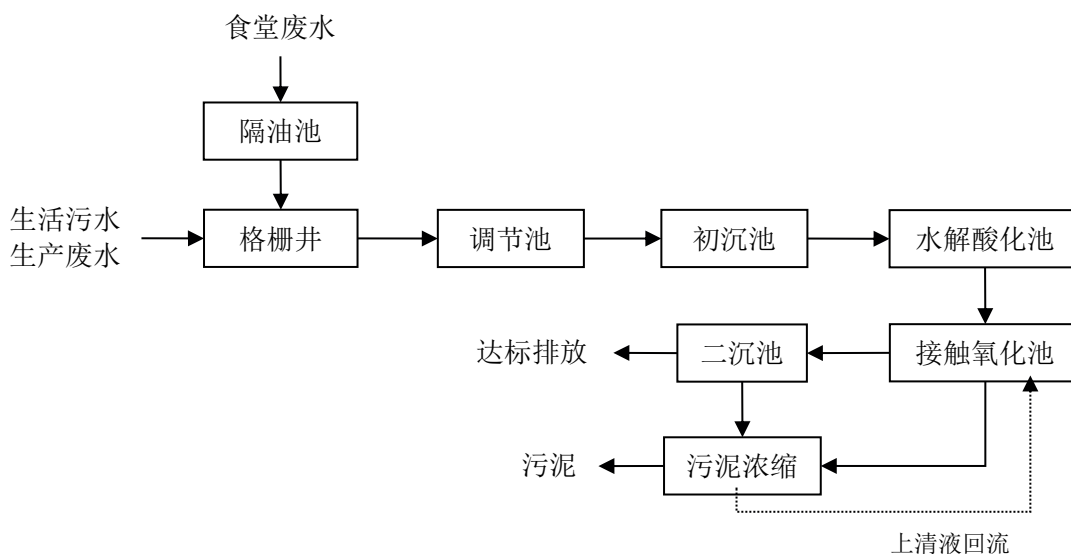 食堂废水
隔油池
生活污水
生产废水
格栅井
调节池
初沉池
水解酸化池
达标排放
二沉池
接触氧化池
污泥
污泥浓缩
上清液回流